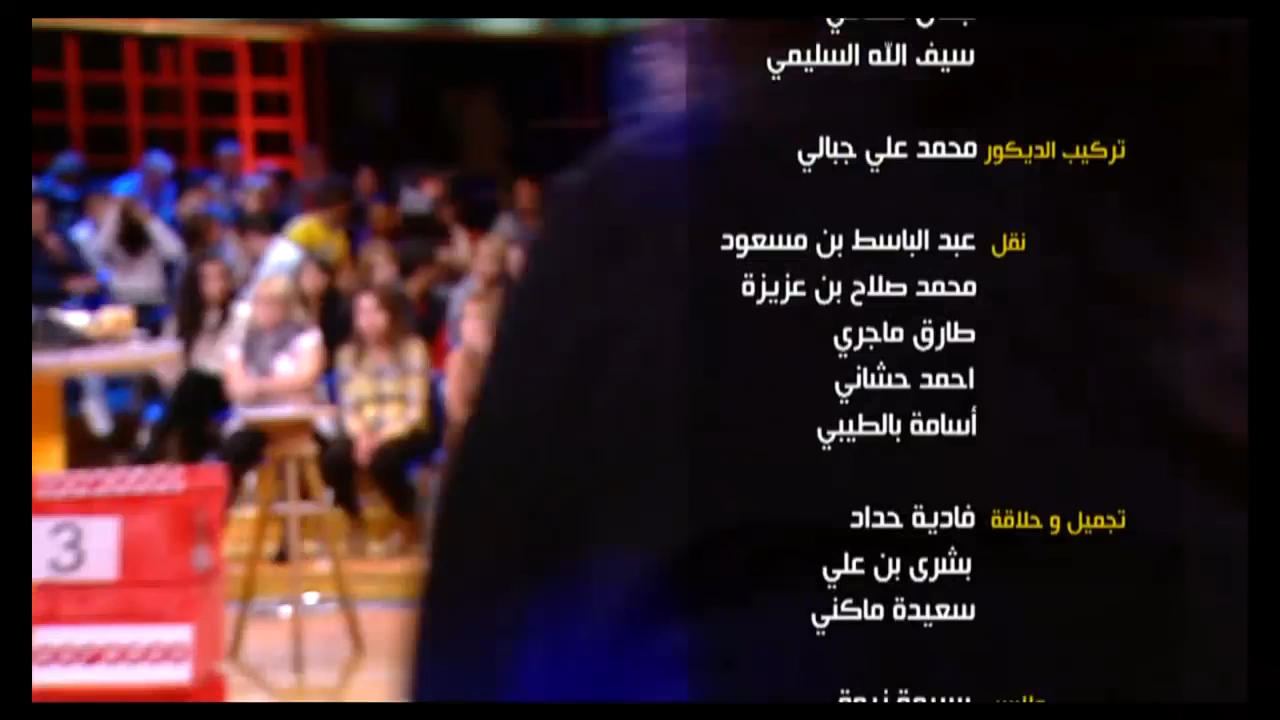 سيف الله السليمي
تركيب الديكور محمد علي جبالي
نقل عبد الباسط بن مسعود
محمد صلاح بن عزيزة
طارق ماجري
احمد حشاني
أسامة بالطيبي
تجميل و حلاقة فادية حداد
بشرى بن علي
سعيدة ماكني
3